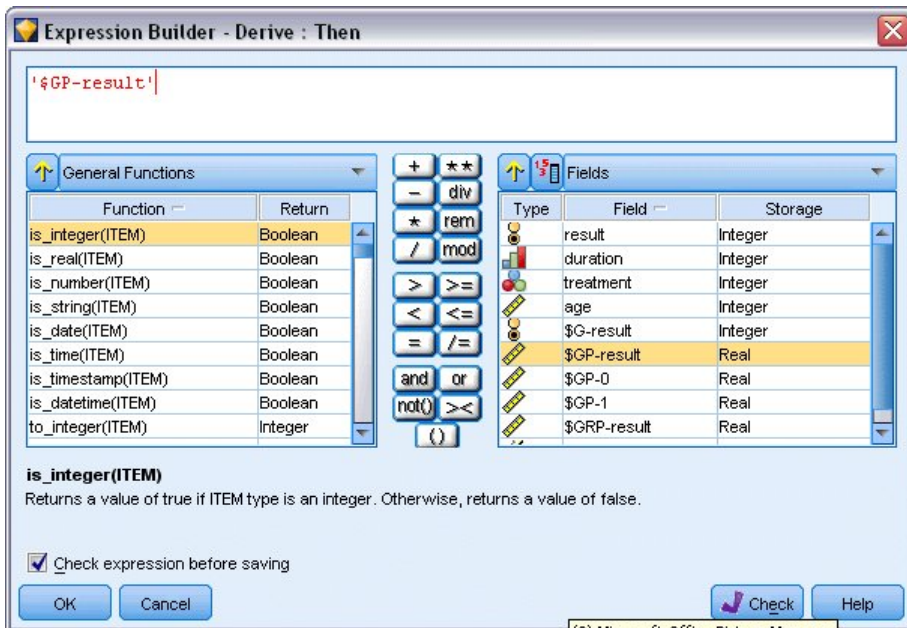 Expression Builder - Derive : Then
'$GP-result'
General Functions
Function Return
is_integer(ITEM) Boolean
is_real(ITEM) Boolean
is_number(ITEM) Boolean
is_string(ITEM) Boolean
is_date(ITEM) Boolean
is_time(ITEM) Boolean
is_timestamp(ITEM) Boolean
is_datetime(ITEM) Boolean
to_integer(ITEM) Integer
+ **
- div
* rem
/ mod
> >=
< <=
= /=
and or
not() ><
()
Fields
Type Field Storage
result Integer
duration Integer
treatment Integer
age Integer
$G-result Integer
$GP-result Real
$GP-0 Real
$GP-1 Real
$GRP-result Real
is_integer(ITEM)
Returns a value of true if ITEM type is an integer. Otherwise, returns a value of false.
Check expression before saving
OK Cancel Check Help